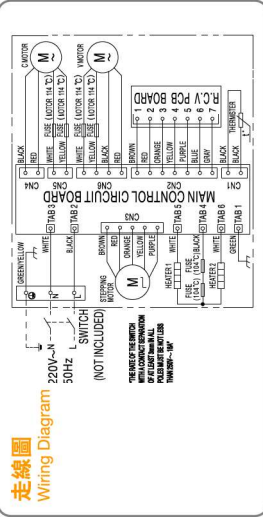 走線圖
Wiring Diagram
C MOTOR
M
~
V MOTOR
M
~
BLACK
RED
WHITE
FUSE (MOTOR 114 ℃)
YELLOW
FUSE (MOTOR 114 ℃)
WHITE
FUSE (MOTOR 114 ℃)
YELLOW
FUSE (MOTOR 114 ℃)
BLACK
RED
BROWN
RED
ORANGE
YELLOW
PURPLE
BLUE
GRAY
1
2
3
4
5
6
7
R.C.V PCB BOARD
THERMISTER
BLACK
BLACK
CN4
CN5
CN6
CN2
CN1
MAIN CONTROL CIRCUIT BOARD
TAB 3
TAB 2
CN3
TAB 5
TAB 4
TAB 6
TAB 1
GREEN/YELLOW
WHITE
BLACK
BROWN
RED
ORANGE
YELLOW
PURPLE
WHITE
BLACK
WHITE
GREEN
STEPPING MOTOR
M
HEATER 1
FUSE (104℃)
FUSE (104℃)
HEATER 2
N
L
220V~N
50Hz L
SWITCH
(NOT INCLUDED)
"THE RATE OF THE SWITCH
WITH A CONTACT SEPARATION
OF AT LEAST 3mm IN ALL
POLES MUST BE NOT LESS
THAN 250V~ 16A"